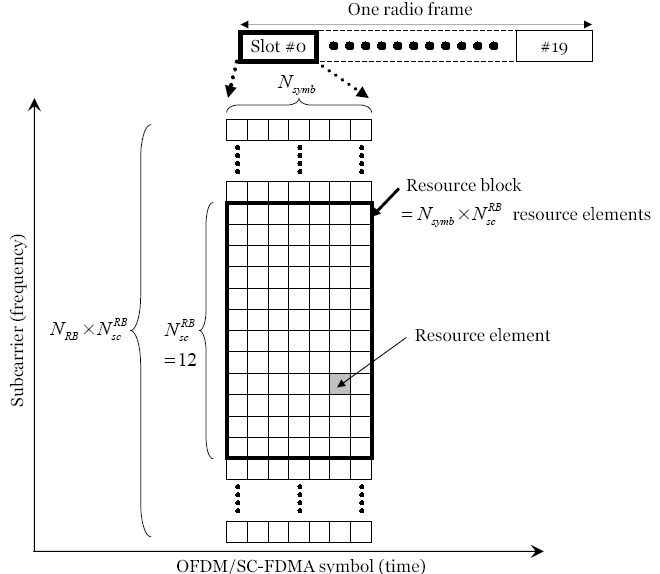 One radio frame
Slot #0
#19
N_symb
Resource block
= N_symb × N_sc^RB resource elements
Subcarrier (frequency)
N_RB × N_sc^RB
N_sc^RB
=12
Resource element
OFDM/SC-FDMA symbol (time)